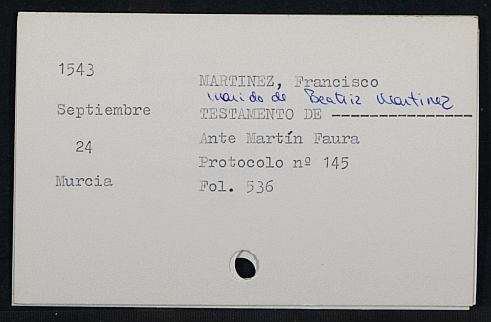 1543
Septiembre
24
Murcia
MARTINEZ, Francisco
marido de Beatriz Martinez
TESTAMENTO DE ----------------
Ante Martín Faura
Protocolo nº 145
Fol. 536